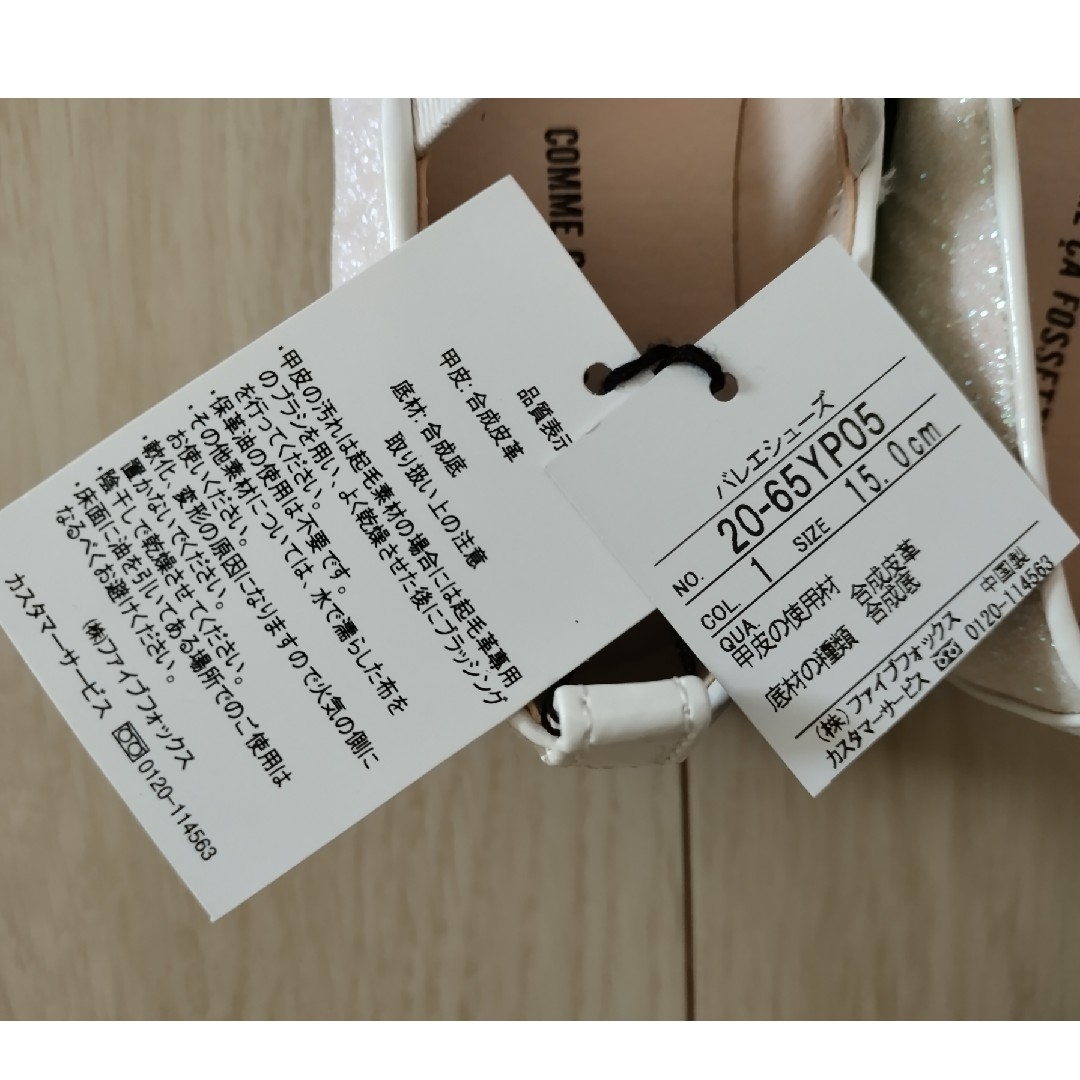 COMME
ÇA FOSSET
品質表示
甲皮:合成皮革
底材:合成底
取り扱い上の注意
・甲皮の汚れは起毛素材の場合には起毛革専用
のブラシを用い、よく乾燥させた後にブラッシング
を行ってください。
・保革油の使用は不要です。
・その他素材については、水で濡らした布を
お使いください。
・軟化、変形の原因になりますので火気の側に
置かないでください。
・陰干しで乾燥させてください。
・床面に油を引いてある場所でのご使用は
なるべくお避けください。
(株)ファイブフォックス
カスタマーサービス 0120-114563
バレエシューズ
NO. 20-65YP05
COL. 1 SIZE 15.0cm
QUA.
甲皮の使用材 合成皮革
底材の種類 合成底
中国製
(株)ファイブフォックス
カスタマーサービス 0120-114563